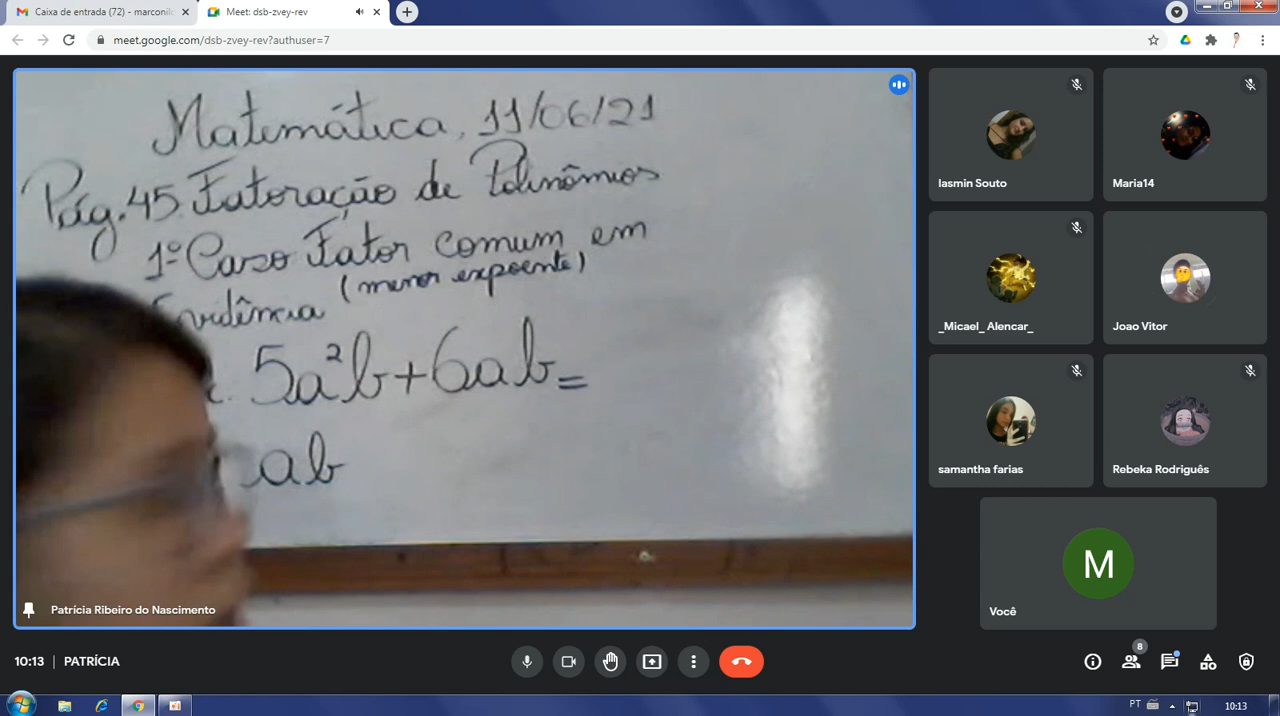 Caixa de entrada (72) - marconilo
Meet: dsb-zvey-rev
meet.google.com/dsb-zvey-rev?authuser=7
Matemática, 11/06/21
Pág. 45. Fatoração de Polinômios
1º Caso Fator comum em
Evidência (menor expoente)
5a²b+6ab=
ab
Patrícia Ribeiro do Nascimento
Iasmin Souto
Maria14
_Micael_ Alencar_
Joao Vitor
samantha farias
Rebeka Rodriguês
M
Você
10:13 | PATRÍCIA
8
PT
10:13